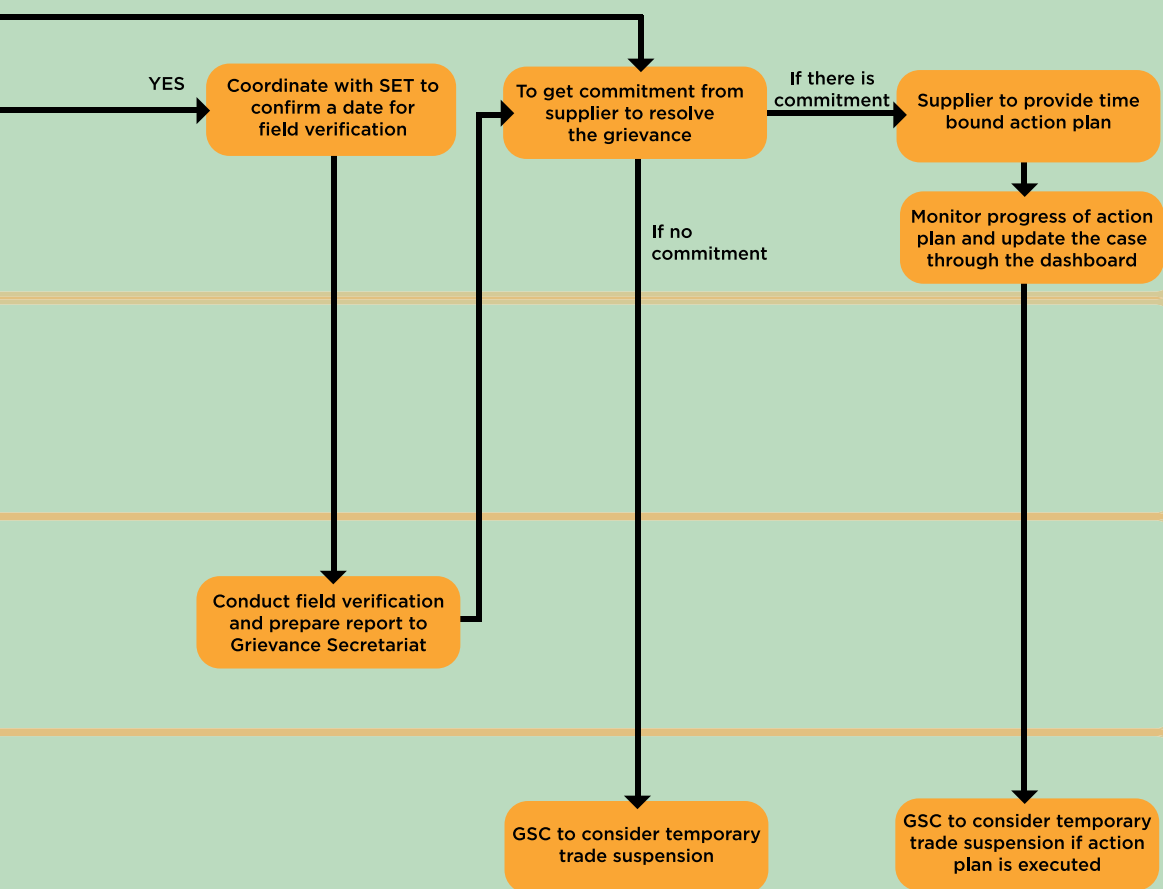 YES
Coordinate with SET to
confirm a date for
field verification
To get commitment from
supplier to resolve
the grievance
If there is
commitment
Supplier to provide time
bound action plan
If no
commitment
Monitor progress of action
plan and update the case
through the dashboard
Conduct field verification
and prepare report to
Grievance Secretariat
GSC to consider temporary
trade suspension
GSC to consider temporary
trade suspension if action
plan is executed